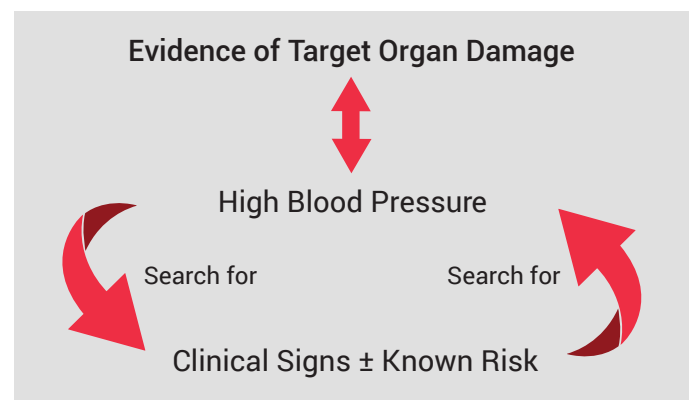 Evidence of Target Organ Damage
High Blood Pressure
Search for
Search for
Clinical Signs ± Known Risk